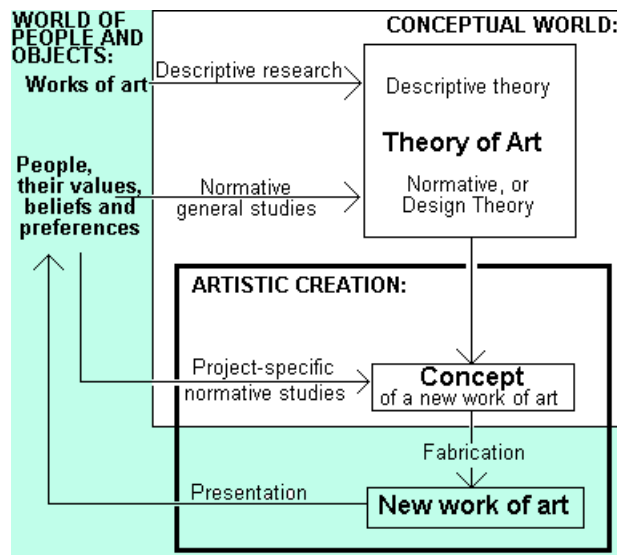 WORLD OF
PEOPLE AND
OBJECTS:
Works of art
People,
their values,
beliefs and
preferences
CONCEPTUAL WORLD:
Descriptive research
Descriptive theory
Theory of Art
Normative
general studies
Normative, or
Design Theory
ARTISTIC CREATION:
Project-specific
normative studies
Concept
of a new work of art
Fabrication
Presentation
New work of art